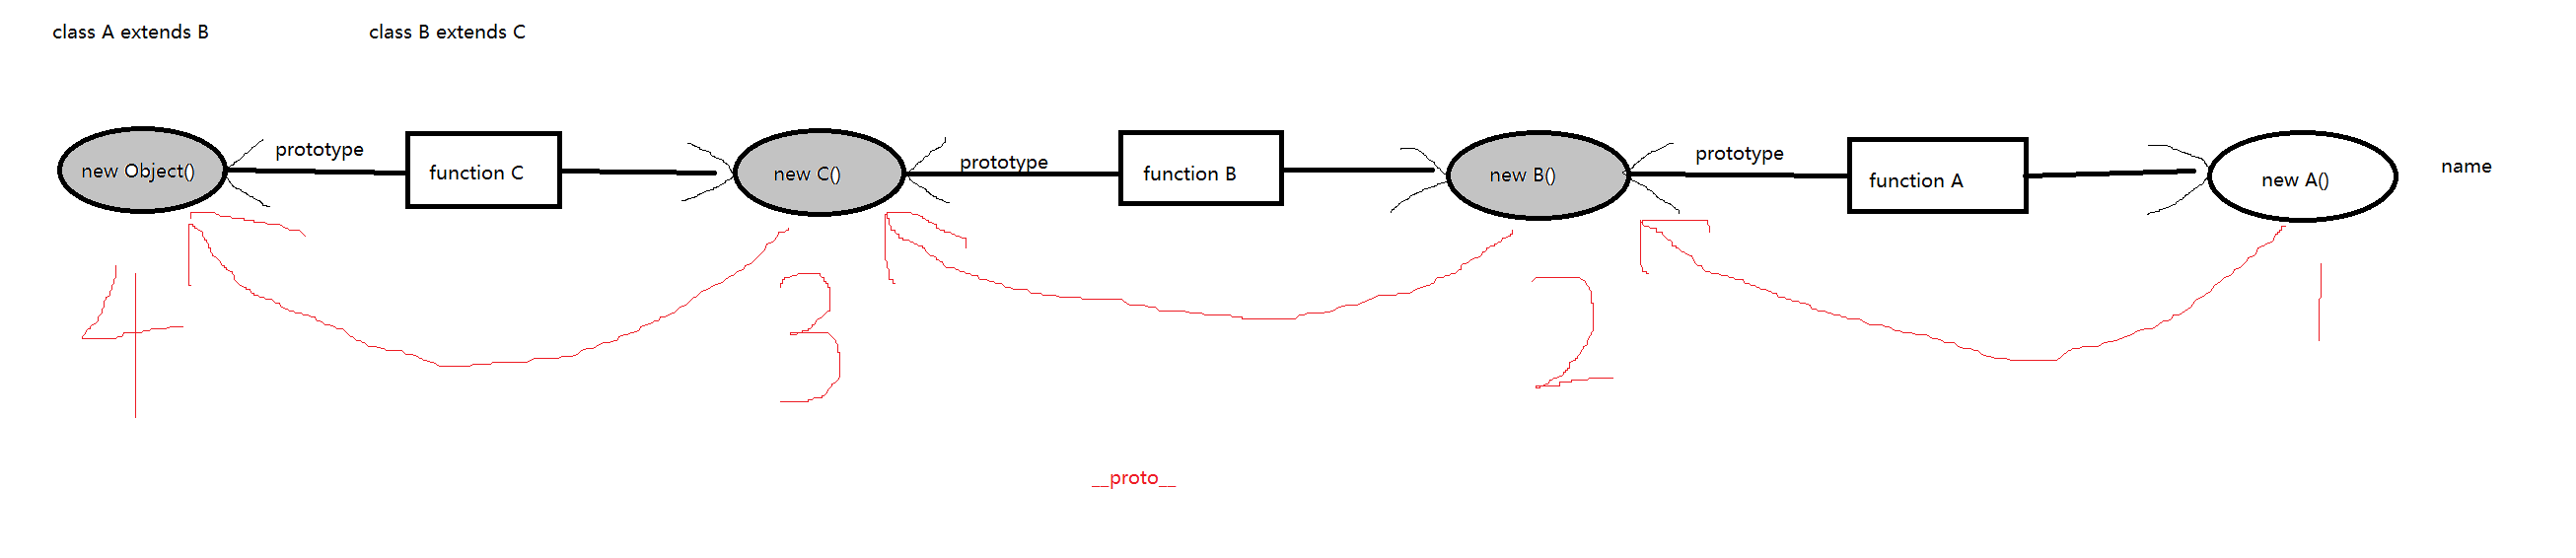 class A extends B
class B extends C
prototype
prototype
prototype
name
new Object()
function C
new C()
function B
new B()
function A
new A()
4
3
2
1
__proto__